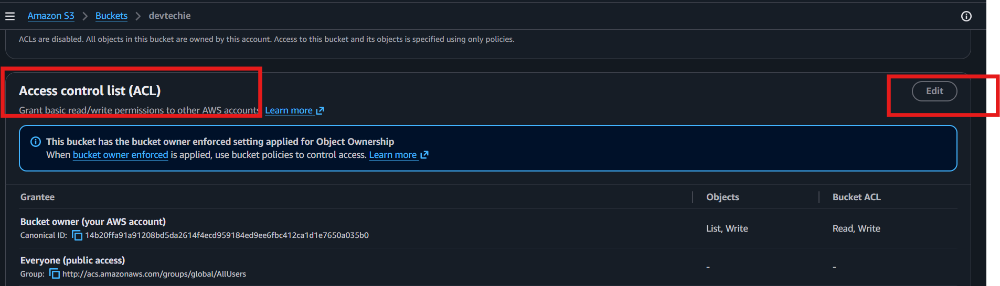 Amazon S3 > Buckets > devtechie
ACLs are disabled. All objects in this bucket are owned by this account. Access to this bucket and its objects is specified using only policies.
Access control list (ACL)
Edit
Grant basic read/write permissions to other AWS accounts. Learn more
This bucket has the bucket owner enforced setting applied for Object Ownership
When bucket owner enforced is applied, use bucket policies to control access. Learn more
Grantee Objects Bucket ACL
Bucket owner (your AWS account)
Canonical ID: 14b20ffa91a91208bd5da2614f4ecd959184ed9ee6fbc412ca1d1e7650a035b0
List, Write Read, Write
Everyone (public access)
Group: http://acs.amazonaws.com/groups/global/AllUsers
- -